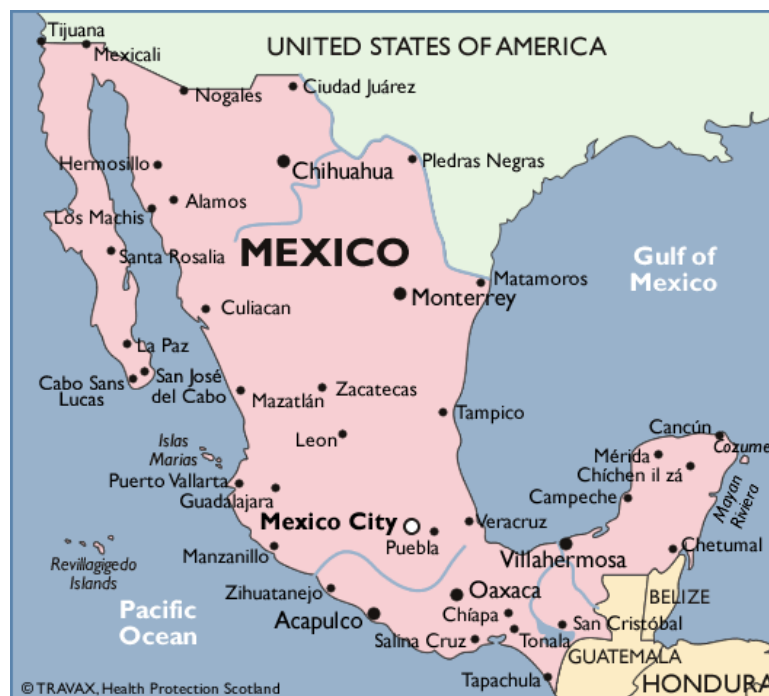 Tijuana
Mexicali
UNITED STATES OF AMERICA
Nogales
Ciudad Juárez
Hermosillo
Chihuahua
Pledras Negras
Alamos
Los Machis
Santa Rosalia
MEXICO
Gulf of
Mexico
Matamoros
Monterrey
Culiacan
La Paz
Cabo Sans
Lucas
San José
del Cabo
Mazatlán
Zacatecas
Tampico
Leon
Islas
Marias
Cancún
Cozume
Mérida
Chíchen il zá
Mayan
Riviera
Puerto Vallarta
Guadalajara
Campeche
Mexico City
Veracruz
Puebla
Villahermosa
Chetumal
Manzanillo
Revillagigedo
Islands
Zihuatanejo
Oaxaca
BELIZE
Pacific
Ocean
Acapulco
Chíapa
San Cristóbal
Salina Cruz
Tonala
GUATEMALA
Tapachula
HONDURA
© TRAVAX, Health Protection Scotland